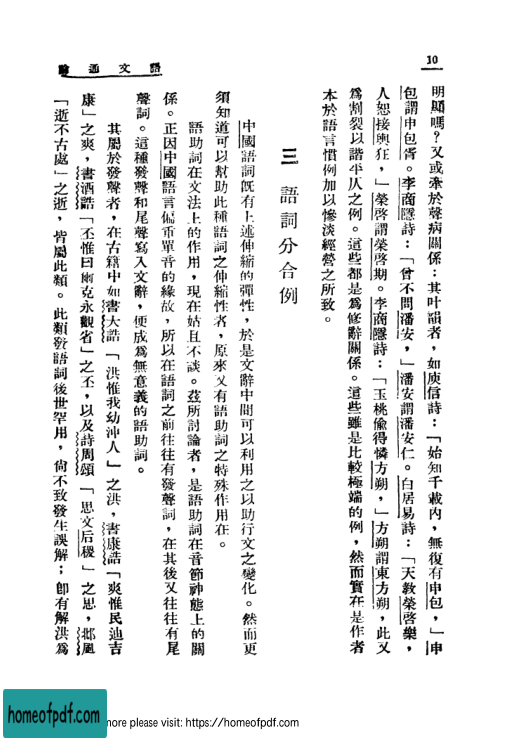 10
語文通論
明顯嗎？又或牽於聲病關係：其叶韻者，如庾信詩：「始知千載內，無復有申包，」申
包謂申包胥。李商隱詩：「曾不問潘安，」潘安謂潘安仁。白居易詩：「天教榮啓樂，
人恕接輿狂，」榮啓謂榮啓期。李商隱詩：「玉桃偸得憐方朔，」方朔謂東方朔，此又
爲割裂以諧平仄之例。這些都是爲修辭關係。這些雖是比較極端的例，然而實在是作者
本於語言慣例加以慘淡經營之所致。
三　語詞分合例
中國語詞旣有上述伸縮的彈性，於是文辭中間可以利用之以助行文之變化。然而更
須知道可以幫助此種語詞之伸縮性者，原來又有語助詞之特殊作用在。
語助詞在文法上的作用，現在姑且不談。茲所討論者，是語助詞在音節神態上的關
係。正因中國語言偏重單音的緣故，所以在語詞之前往往有發聲詞，在其後又往往有尾
聲詞。這種發聲和尾聲寫入文辭，便成爲無意義的語助詞。
其屬於發聲者，在古籍中如書大誥「洪惟我幼沖人」之洪，書康誥「爽惟民迪吉
康」之爽，書酒誥「丕惟曰爾克永觀省」之丕，以及詩周頌「思文后稷」之思，邶風
「逝不古處」之逝，皆屬此類。此類發語詞後世罕用，尙不致發生誤解；卽有解洪爲
homeofpdf.com
more please visit: https://homeofpdf.com